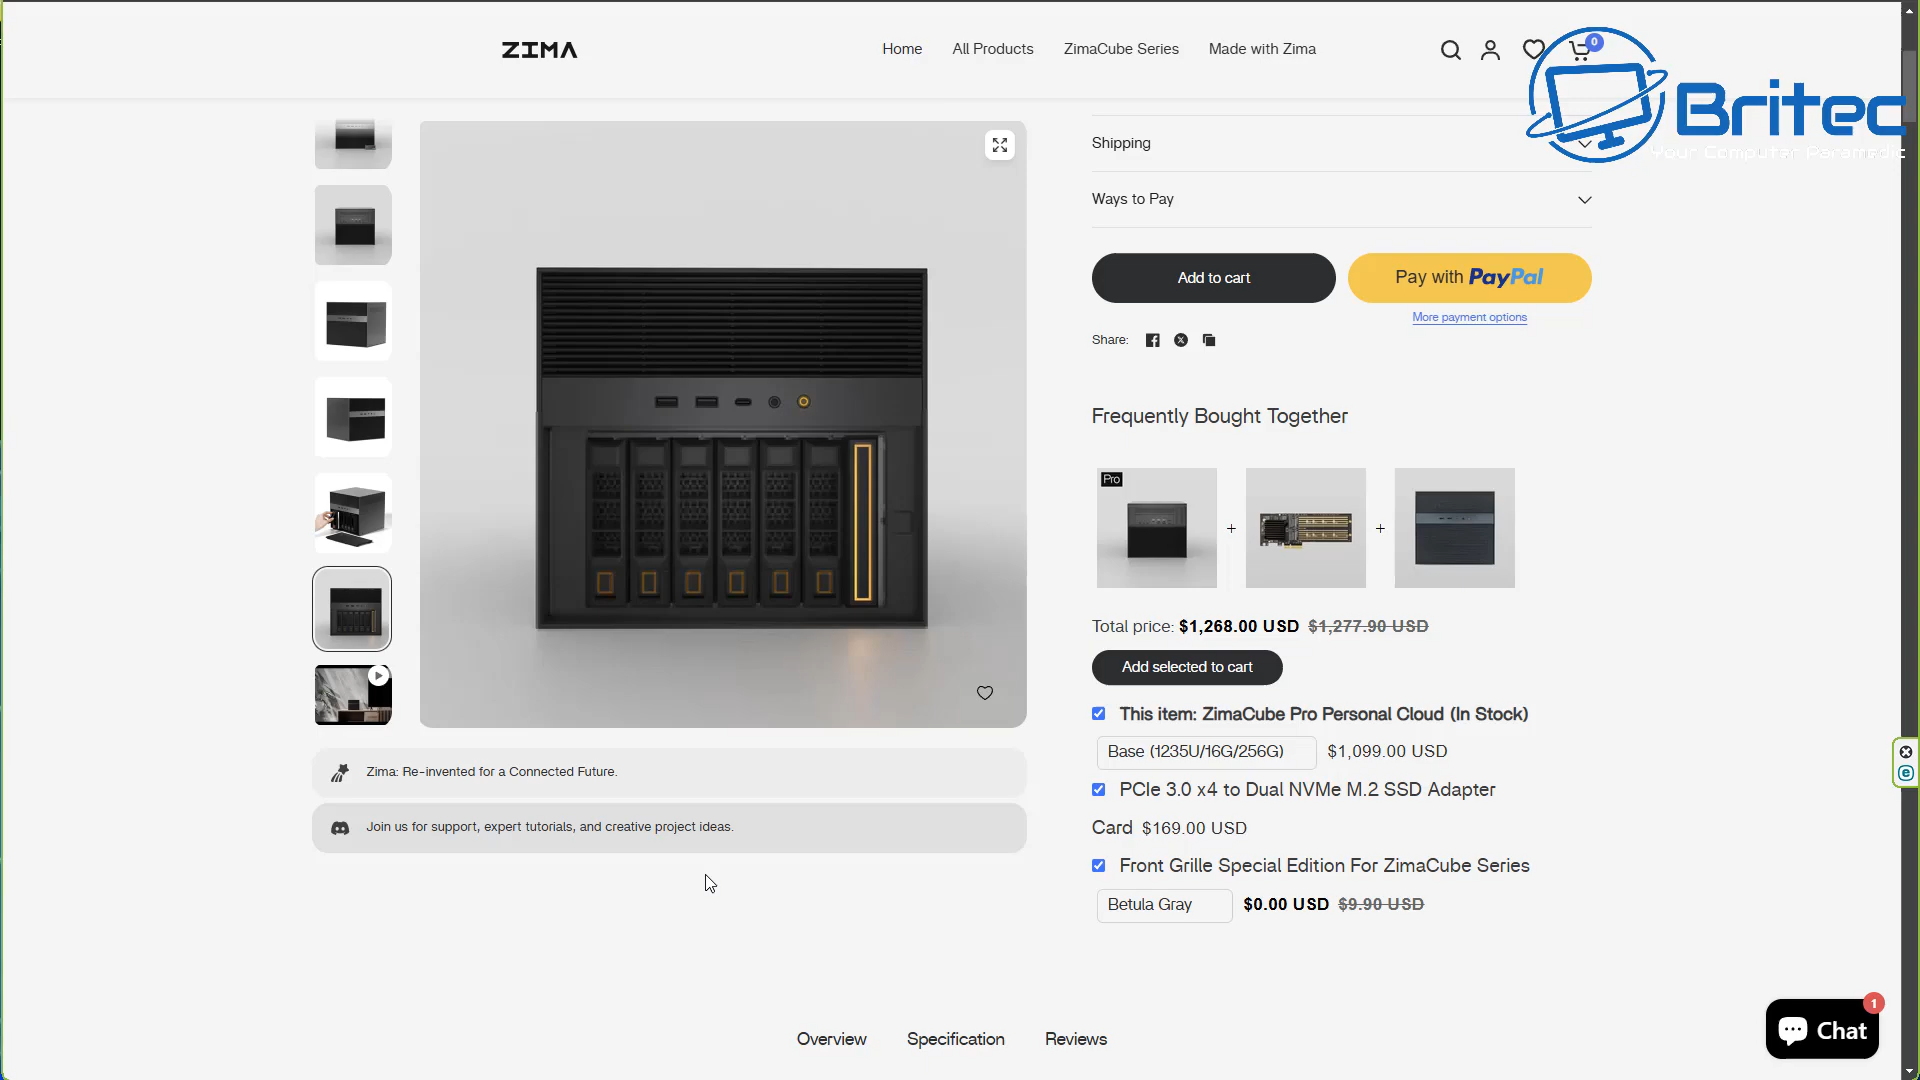 ZIMA
Home
All Products
ZimaCube Series
Made with Zima
0
Britec
Your Computer Paramedic
Shipping
Ways to Pay
Add to cart
Pay with PayPal
More payment options
Share:
Frequently Bought Together
Pro
+
+
Total price: $1,268.00 USD $1,277.90 USD
Add selected to cart
This item: ZimaCube Pro Personal Cloud (In Stock)
Base (1235U/16G/256G) $1,099.00 USD
PCIe 3.0 x4 to Dual NVMe M.2 SSD Adapter
Card $169.00 USD
Front Grille Special Edition For ZimaCube Series
Betula Gray $0.00 USD $9.90 USD
Zima: Re-invented for a Connected Future.
Join us for support, expert tutorials, and creative project ideas.
Overview
Specification
Reviews
1
Chat